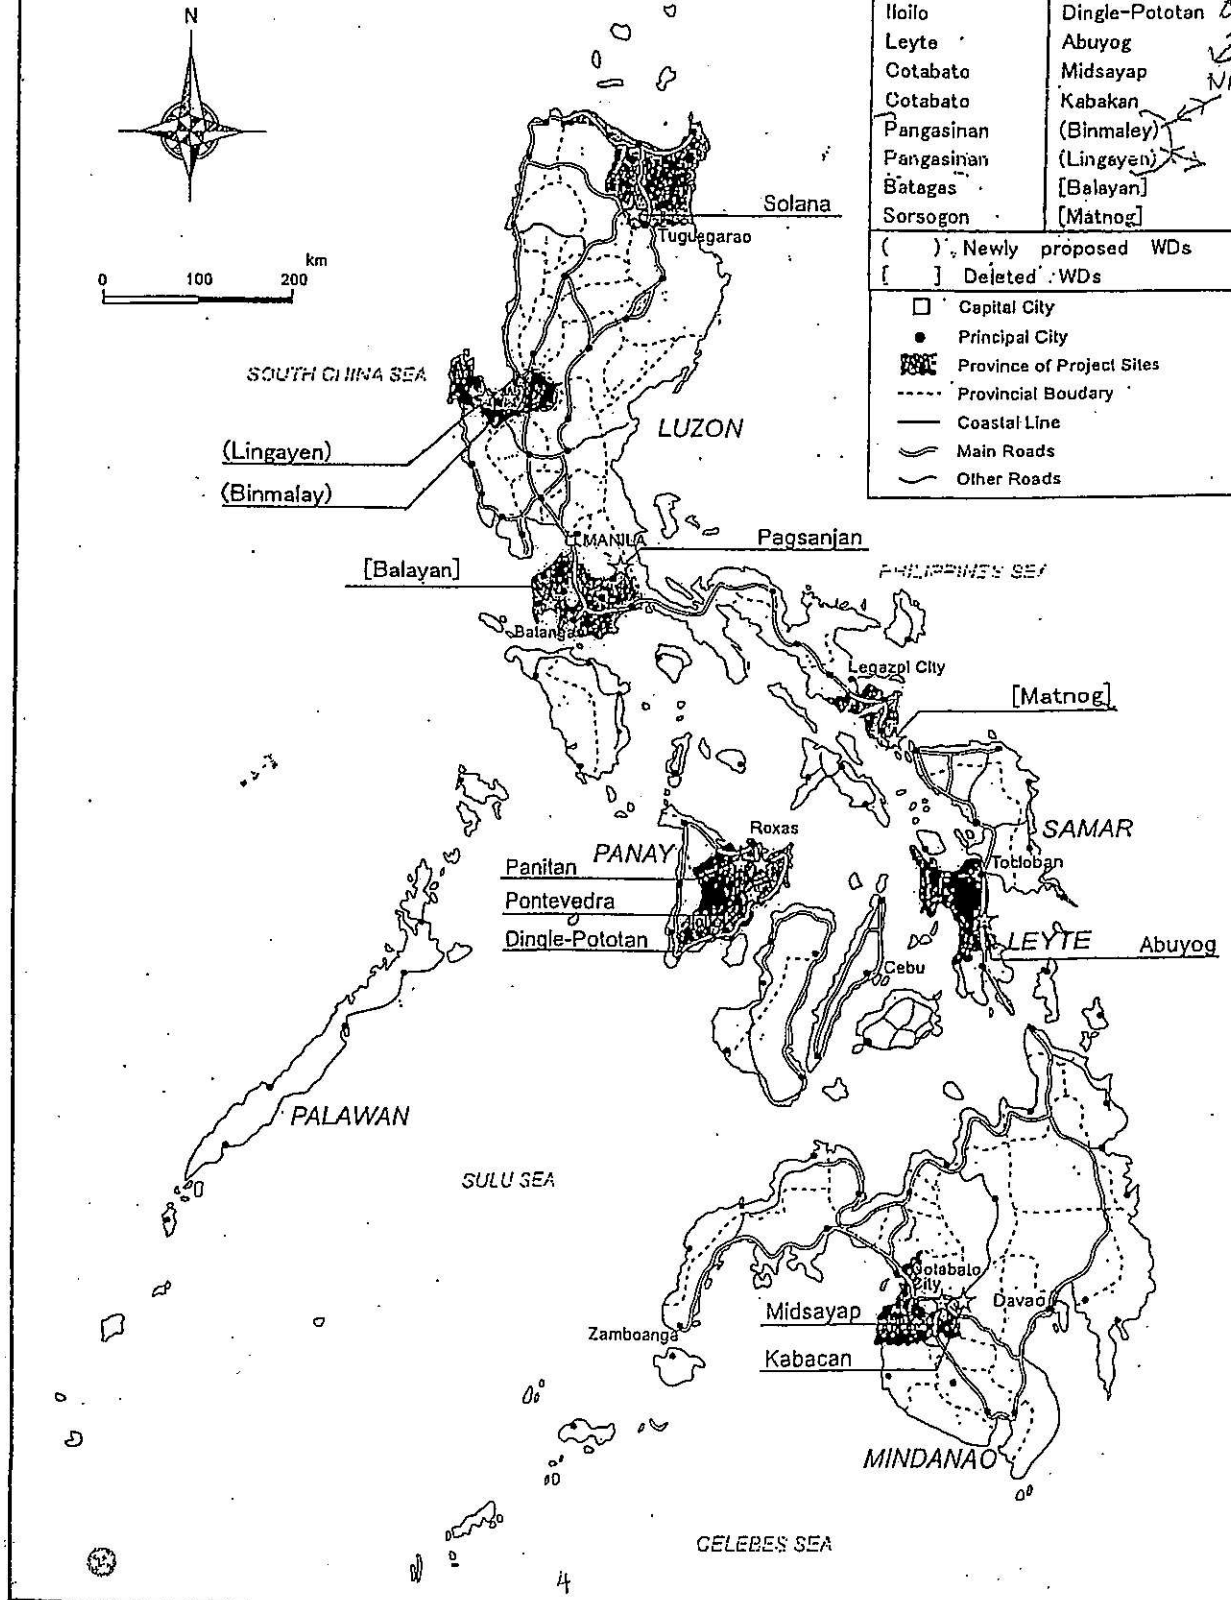 N
0 100 200 km
Iloilo Dingle-Pototan
Leyte Abuyog
Cotabato Midsayap
Cotabato Kabakan
Pangasinan (Binmaley)
Pangasinan (Lingayen)
Batagas [Balayan]
Sorsogon [Matnog]
( ) Newly proposed WDs
[ ] Deleted WDs
Capital City
Principal City
Province of Project Sites
Provincial Boudary
Coastal Line
Main Roads
Other Roads
Solana
Tuguegarao
SOUTH CHINA SEA
LUZON
(Lingayen)
(Binmalay)
MANILA
Pagsanjan
[Balayan]
PHILIPPINES SEA
Legazpi City
[Matnog]
SAMAR
Roxas
PANAY
Panitan
Pontevedra
Dingle-Pototan
LEYTE
Abuyog
Cebu
PALAWAN
SULU SEA
Cotabato
City
Davao
Midsayap
Zamboanga
Kabacan
MINDANAO
CELEBES SEA
4